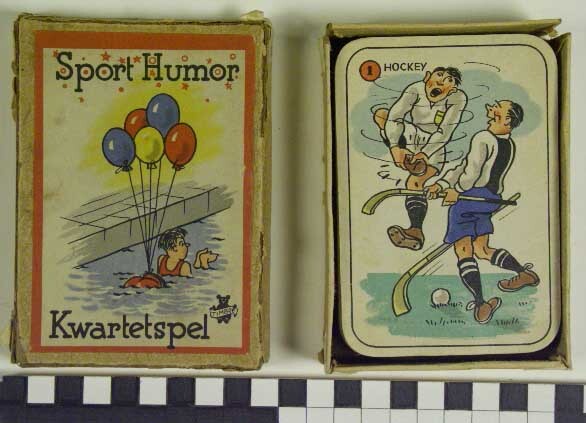 Sport Humor
Kwartetspel
1 HOCKEY